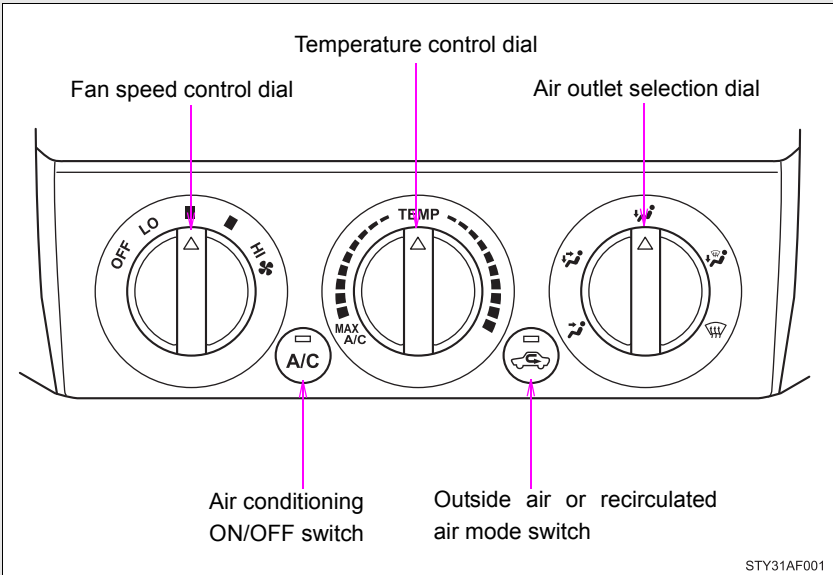 Temperature control dial
Fan speed control dial
Air outlet selection dial
OFF
LO
HI
TEMP
MAX
A/C
A/C
Air conditioning
ON/OFF switch
Outside air or recirculated
air mode switch
STY31AF001